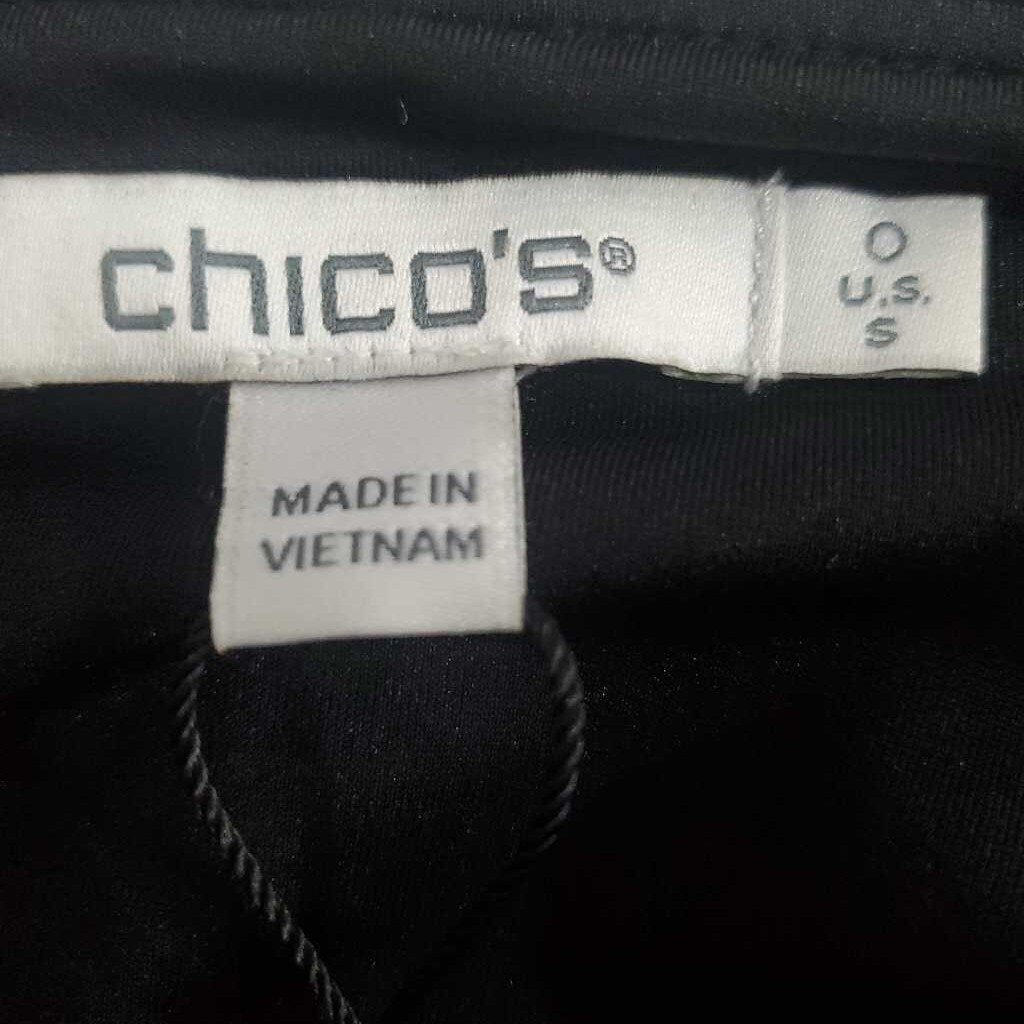 chico's®
0
U.S.
S
MADE IN
VIETNAM